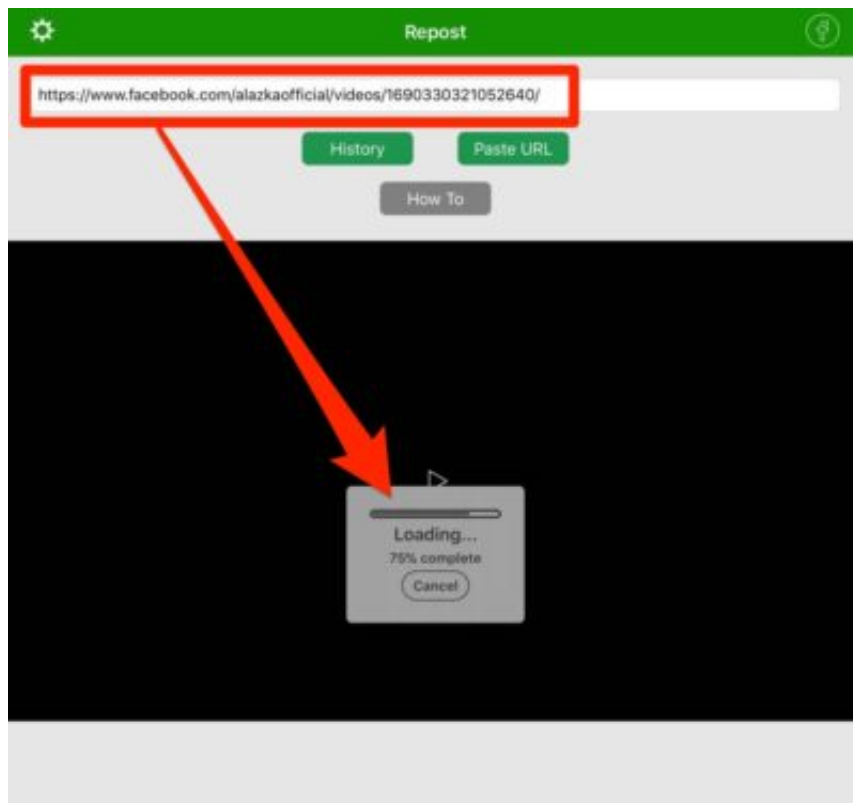 Repost
https://www.facebook.com/alazkaofficial/videos/1690330321052640/
History Paste URL
How To
Loading...
75% complete
Cancel